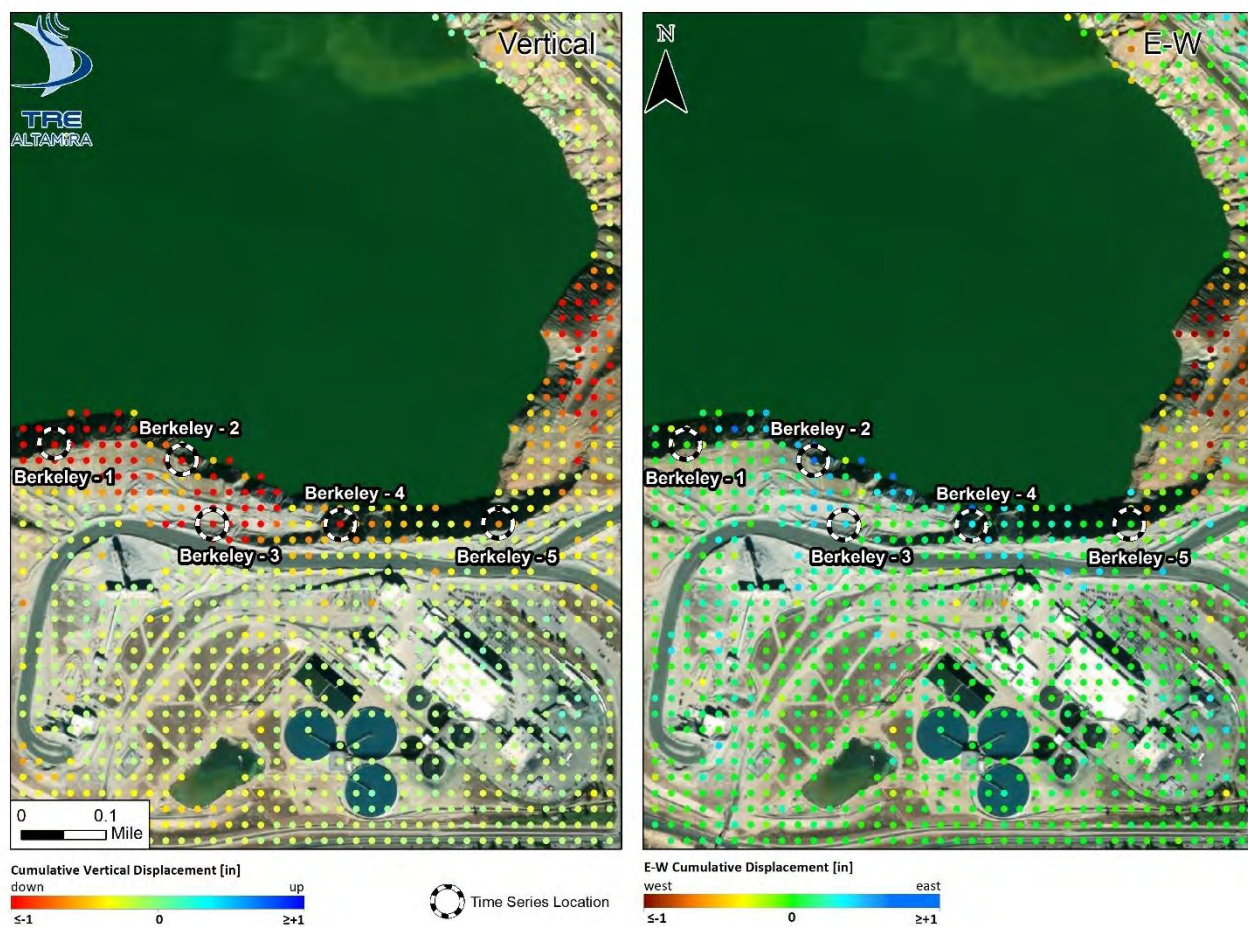 Vertical
TRE
ALTAMIRA
Berkeley - 2
Berkeley - 1
Berkeley - 4
Berkeley - 3
Berkeley - 5
0 0.1
Mile
N
E-W
Berkeley - 2
Berkeley - 1
Berkeley - 4
Berkeley - 3
Berkeley - 5
Cumulative Vertical Displacement [in]
down up
≤-1 0 ≥+1
Time Series Location
E-W Cumulative Displacement [in]
west east
≤-1 0 ≥+1